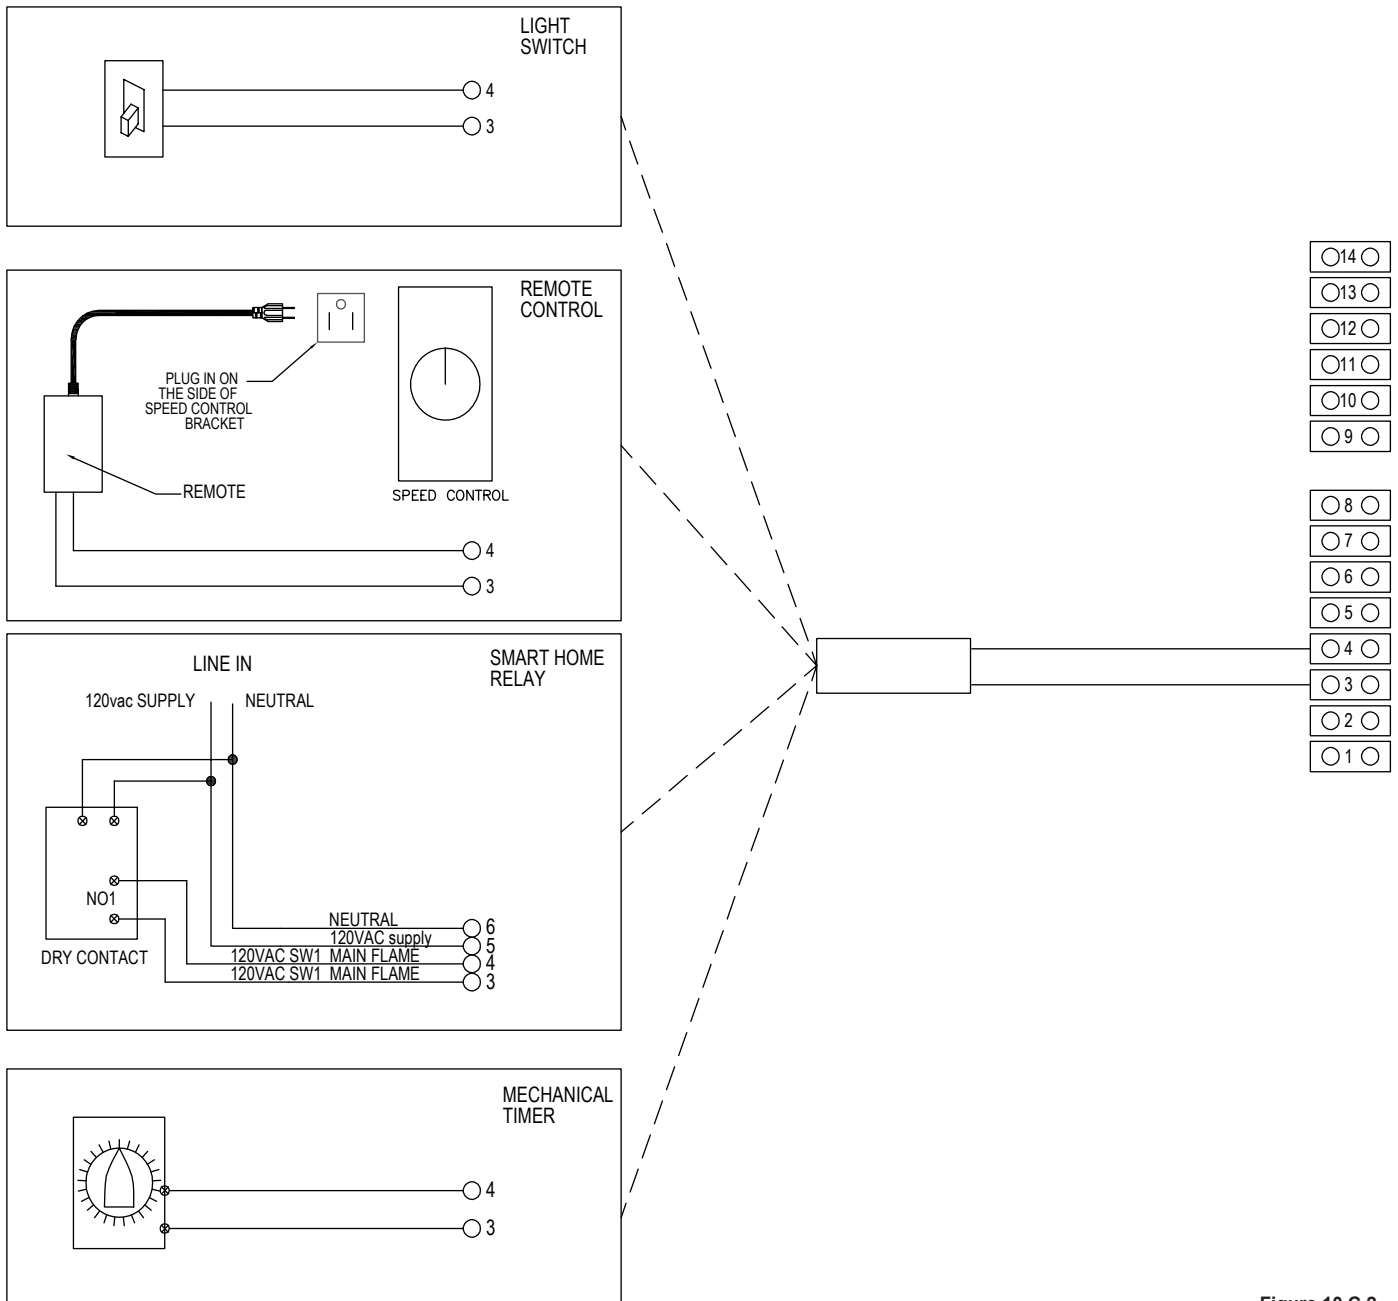 LIGHT
SWITCH
4
3
REMOTE
CONTROL
PLUG IN ON
THE SIDE OF
SPEED CONTROL
BRACKET
REMOTE
SPEED CONTROL
4
3
SMART HOME
RELAY
LINE IN
120vac SUPPLY
NEUTRAL
NO1
DRY CONTACT
NEUTRAL
6
120VAC supply
5
120VAC SW1 MAIN FLAME
4
120VAC SW1 MAIN FLAME
3
MECHANICAL
TIMER
4
3
14
13
12
11
10
9
8
7
6
5
4
3
2
1